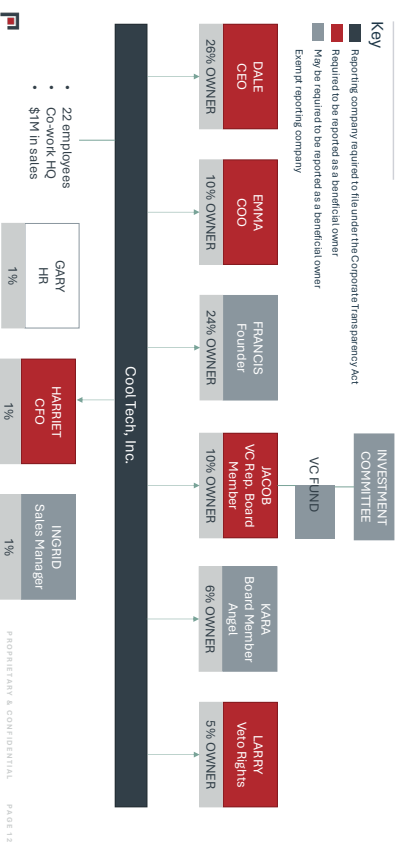 Key
Reporting company required to file under the Corporate Transparency Act
Required to be reported as a beneficial owner
May be required to be reported as a beneficial owner
Exempt reporting company
INVESTMENT
COMMITTEE
VC FUND
DALE
CEO
26% OWNER
EMMA
COO
10% OWNER
FRANCIS
Founder
24% OWNER
JACOB
VC Rep. Board
Member
10% OWNER
KARA
Board Member
Angel
6% OWNER
LARRY
Veto Rights
5% OWNER
Cool Tech, Inc.
• 22 employees
• Co-work HQ
• $1M in sales
GARY
HR
1%
HARRIET
CFO
1%
INGRID
Sales Manager
1%
PROPRIETARY & CONFIDENTIAL PAGE 12